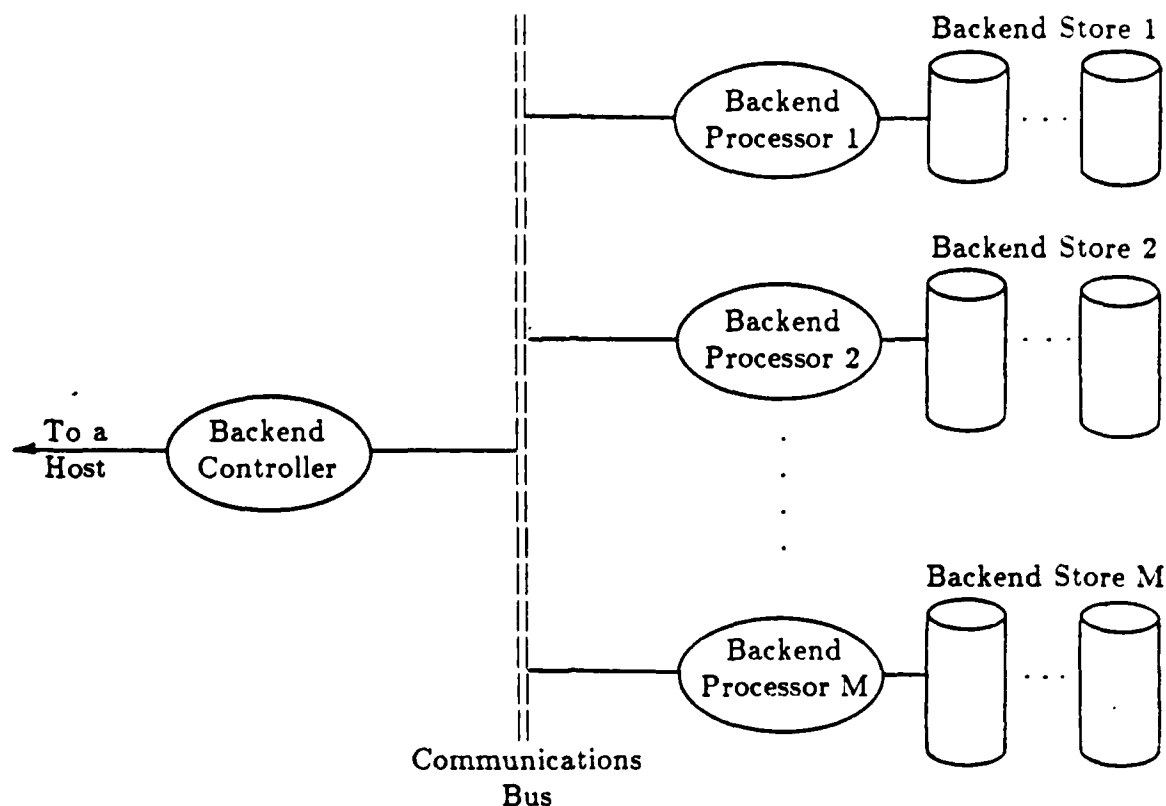 Backend Store 1
Backend
Processor 1
. . .
Backend Store 2
Backend
Processor 2
. . .
To a
Host
Backend
Controller
Backend Store M
Backend
Processor M
. . .
Communications
Bus